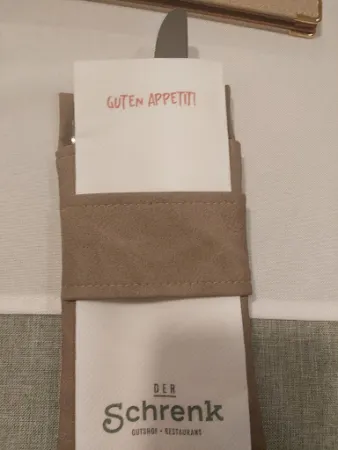 GUTEN APPETIT!
DER
Schrenk
GUTSHOF • RESTAURANT